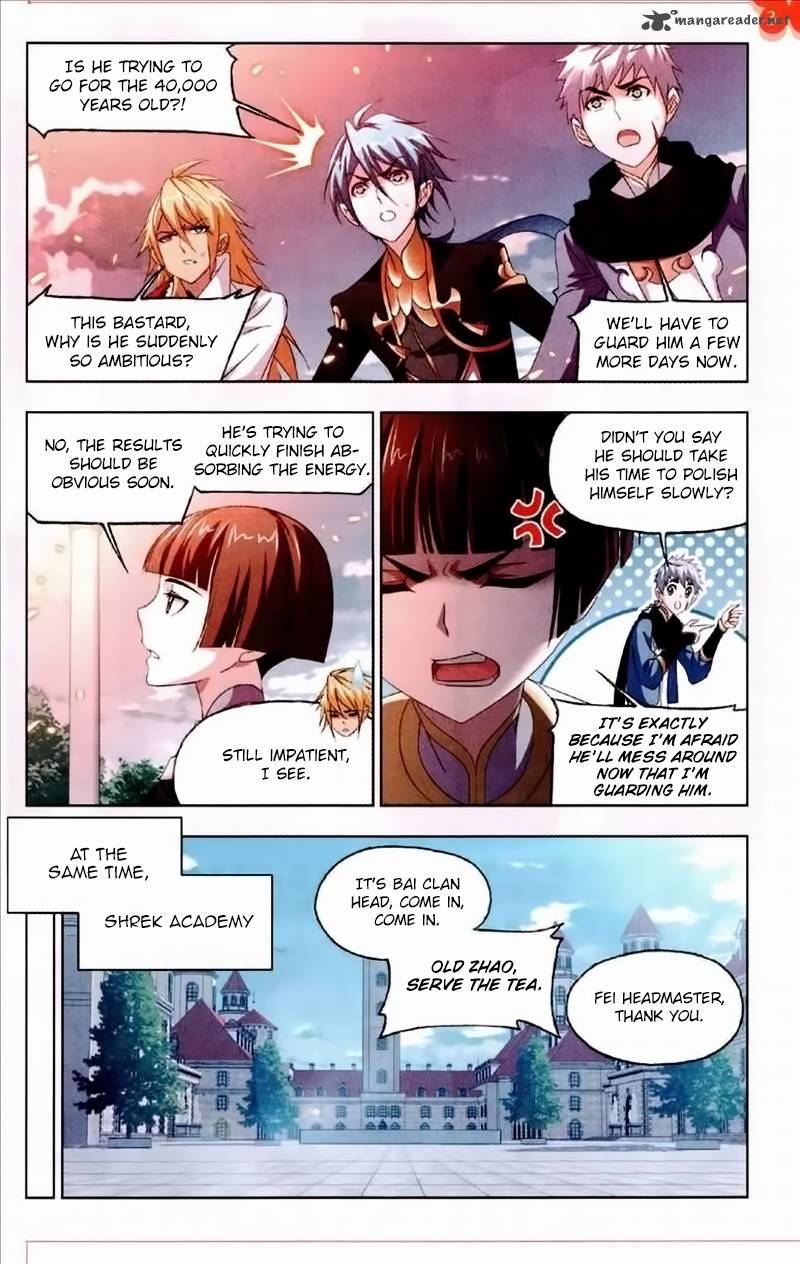 mangareader.net
3
IS HE TRYING TO
GO FOR THE 40,000
YEARS OLD?!
THIS BASTARD,
WHY IS HE SUDDENLY
SO AMBITIOUS?
WE'LL HAVE TO
GUARD HIM A FEW
MORE DAYS NOW.
NO, THE RESULTS
SHOULD BE
OBVIOUS SOON.
HE'S TRYING TO
QUICKLY FINISH AB-
SORBING THE ENERGY.
STILL IMPATIENT,
I SEE.
DIDN'T YOU SAY
HE SHOULD TAKE
HIS TIME TO POLISH
HIMSELF SLOWLY?
IT'S EXACTLY
BECAUSE I'M AFRAID
HE'LL MESS AROUND
NOW THAT I'M
GUARDING HIM.
AT THE
SAME TIME,
SHREK ACADEMY
IT'S BAI CLAN
HEAD, COME IN,
COME IN.
OLD ZHAO,
SERVE THE TEA.
FEI HEADMASTER,
THANK YOU.